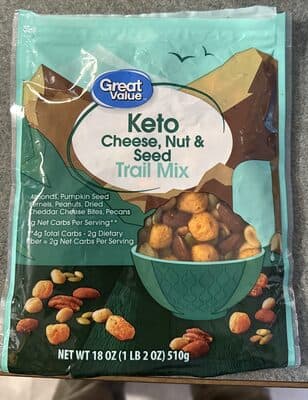 Great
Value
Keto
Cheese, Nut &
Seed
Trail Mix
Almonds, Pumpkin Seed
Kernels, Peanuts, Dried
Cheddar Cheese Bites, Pecans
Net Carbs Per Serving**
**4g Total Carbs - 2g Dietary
Fiber = 2g Net Carbs Per Serving
NET WT 18 OZ (1 LB 2 OZ) 510g